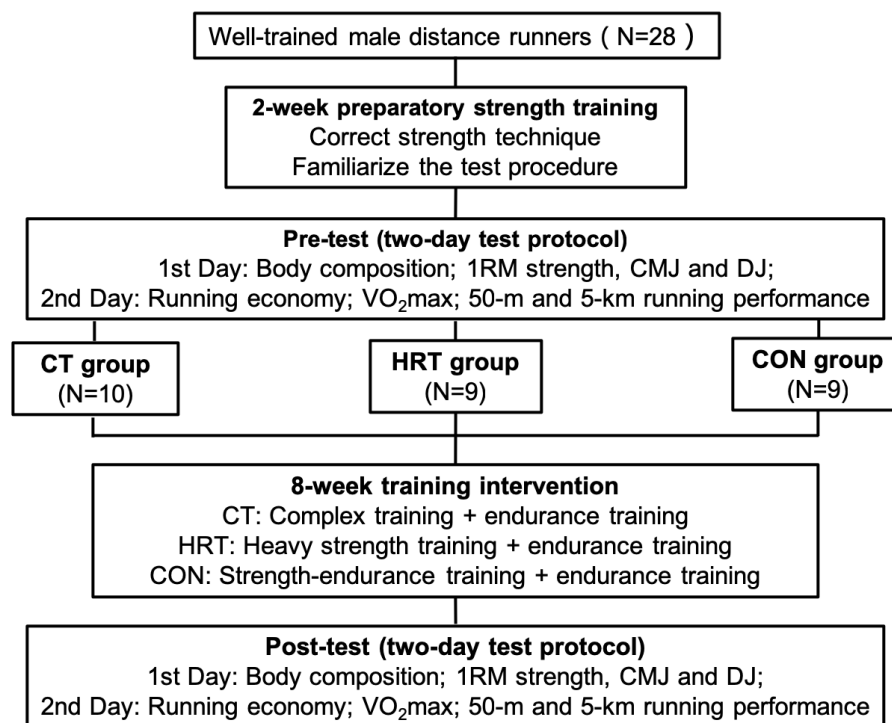 Well-trained male distance runners ( N=28 )
2-week preparatory strength training
Correct strength technique
Familiarize the test procedure
Pre-test (two-day test protocol)
1st Day: Body composition; 1RM strength, CMJ and DJ;
2nd Day: Running economy; VO₂max; 50-m and 5-km running performance
CT group
(N=10)
HRT group
(N=9)
CON group
(N=9)
8-week training intervention
CT: Complex training + endurance training
HRT: Heavy strength training + endurance training
CON: Strength-endurance training + endurance training
Post-test (two-day test protocol)
1st Day: Body composition; 1RM strength, CMJ and DJ;
2nd Day: Running economy; VO₂max; 50-m and 5-km running performance